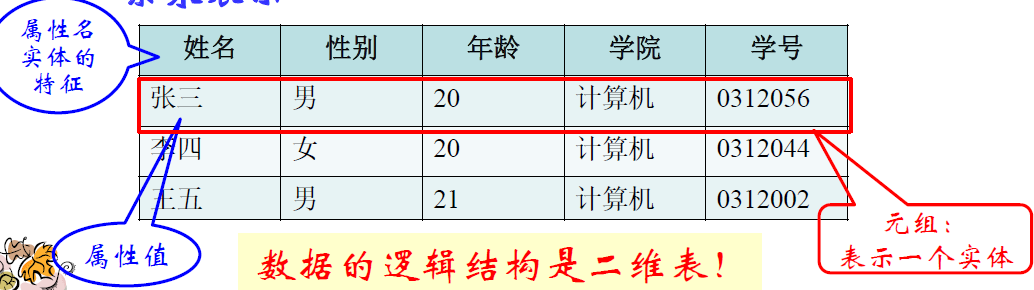 属性名
实体的
特征
姓名 性别 年龄 学院 学号
张三 男 20 计算机 0312056
李四 女 20 计算机 0312044
王五 男 21 计算机 0312002
属性值
元组：
表示一个实体
数据的逻辑结构是二维表！